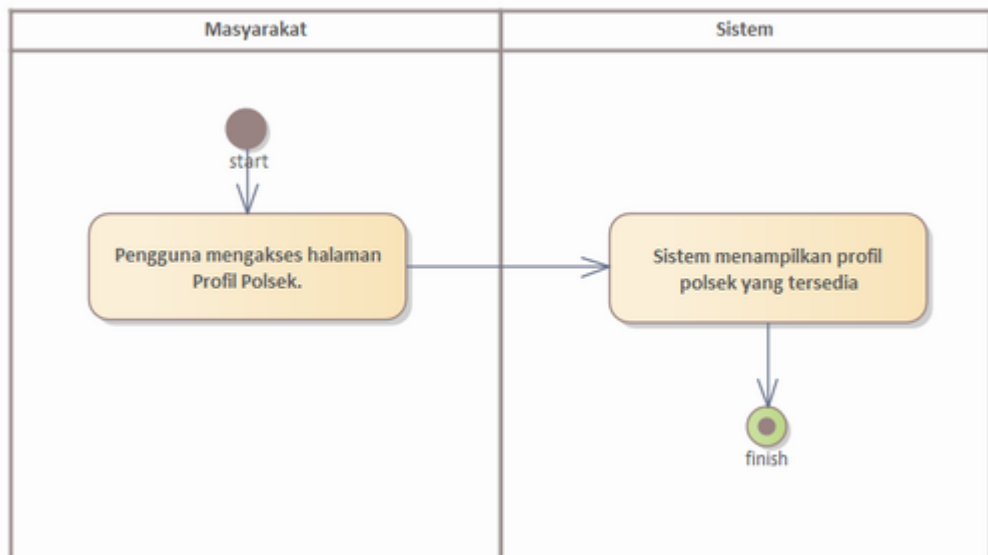 Masyarakat
Sistem
start
Pengguna mengakses halaman
Profil Polsek.
Sistem menampilkan profil
polsek yang tersedia
finish